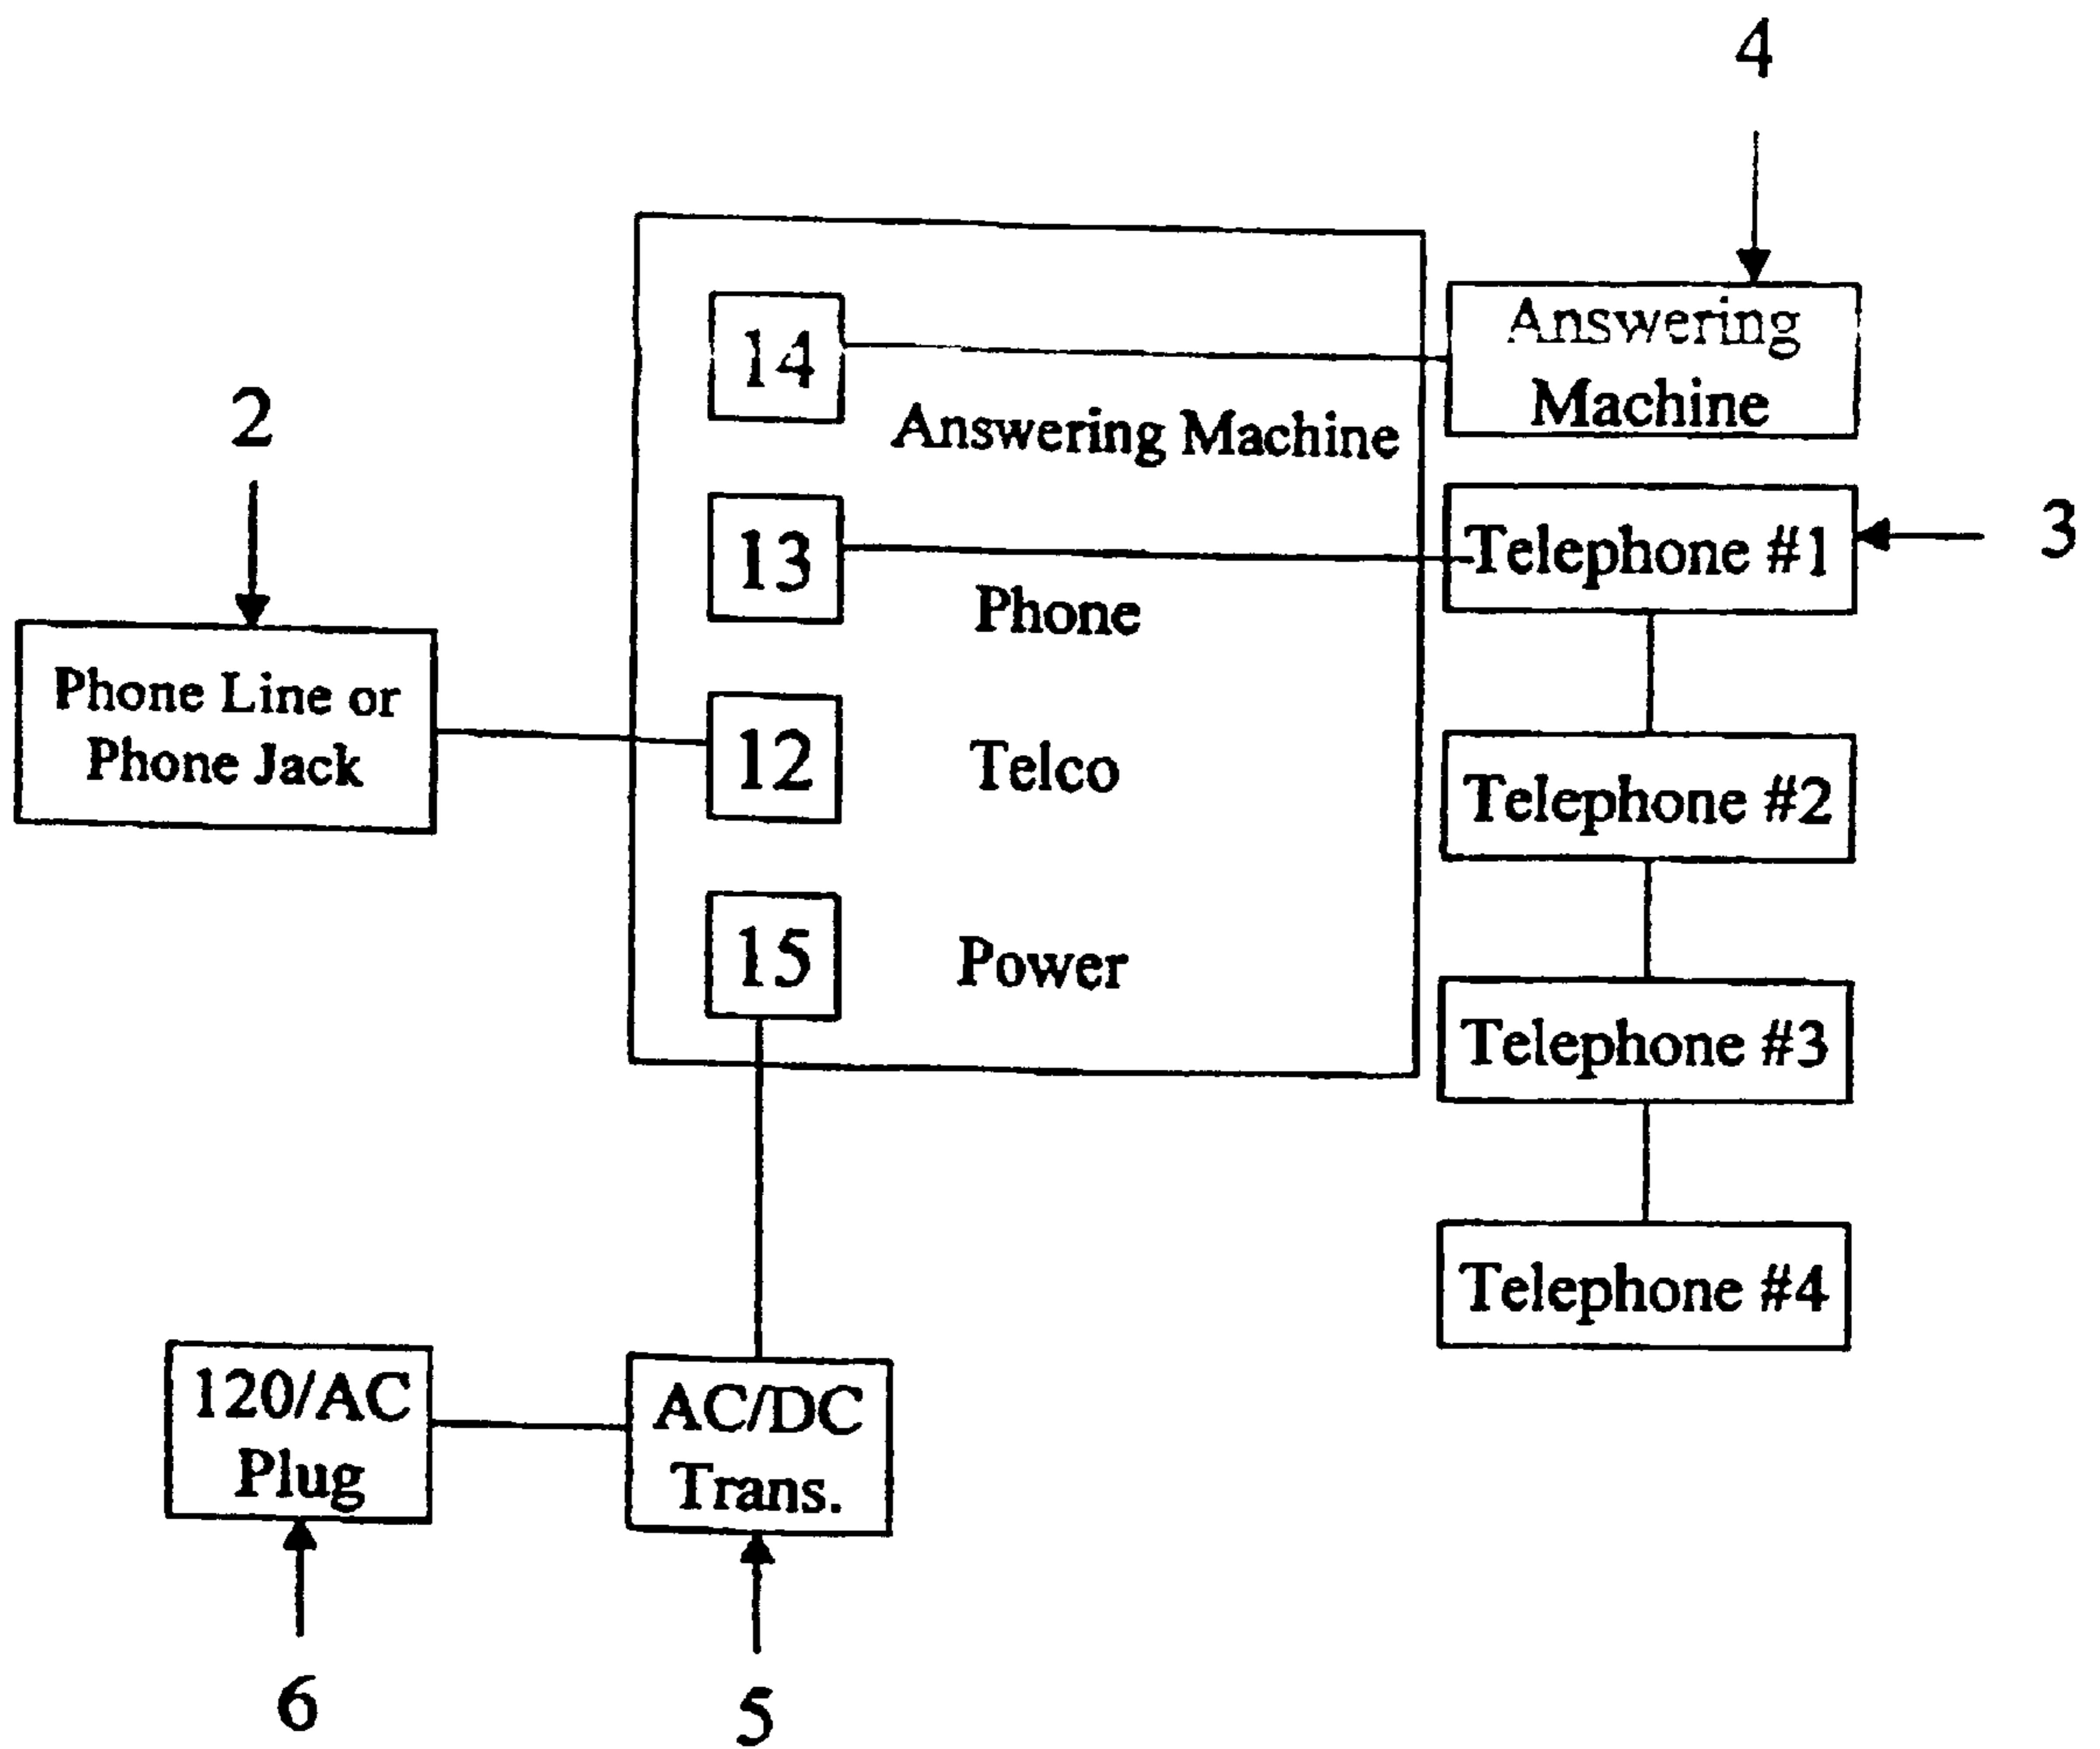 4
14
Answering
Machine
Answering Machine
2
13
Telephone #1
3
Phone
Phone Line or
Phone Jack
12
Telco
Telephone #2
15
Power
Telephone #3
Telephone #4
120/AC
Plug
AC/DC
Trans.
6
5